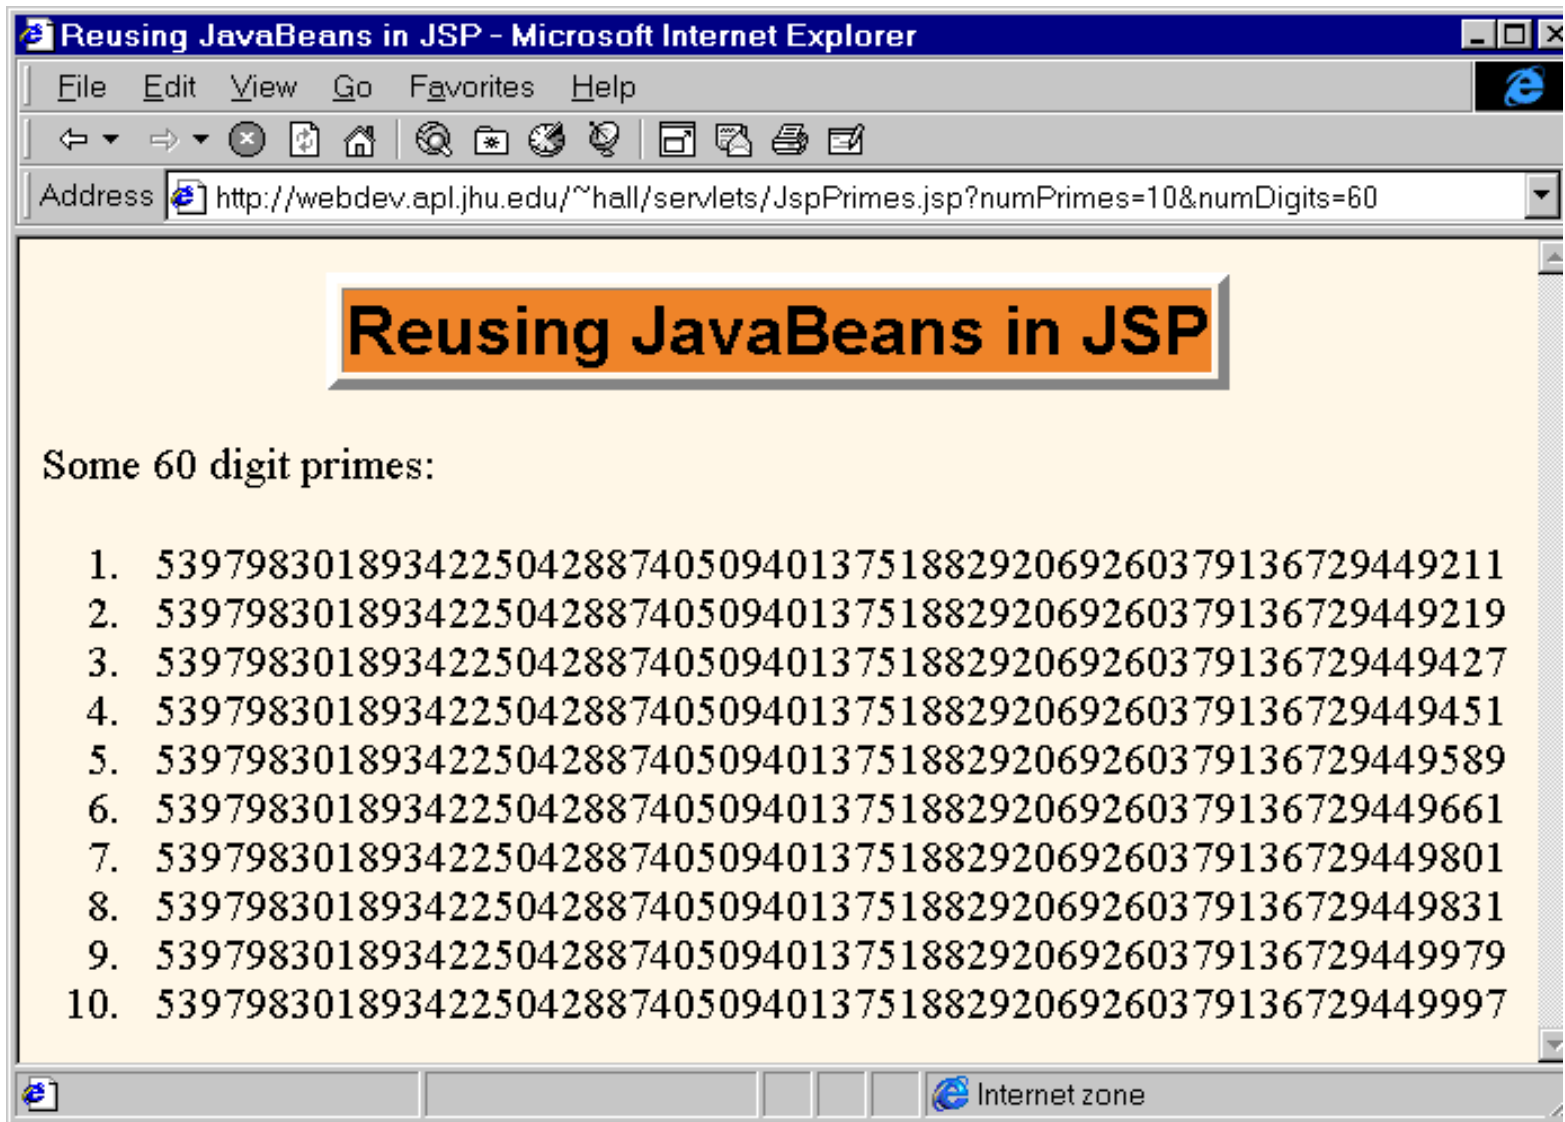 Reusing JavaBeans in JSP - Microsoft Internet Explorer
File Edit View Go Favorites Help
Address http://webdev.apl.jhu.edu/~hall/servlets/JspPrimes.jsp?numPrimes=10&numDigits=60
Reusing JavaBeans in JSP
Some 60 digit primes:
1. 539798301893422504288740509401375188292069260379136729449211
2. 539798301893422504288740509401375188292069260379136729449219
3. 539798301893422504288740509401375188292069260379136729449427
4. 539798301893422504288740509401375188292069260379136729449451
5. 539798301893422504288740509401375188292069260379136729449589
6. 539798301893422504288740509401375188292069260379136729449661
7. 539798301893422504288740509401375188292069260379136729449801
8. 539798301893422504288740509401375188292069260379136729449831
9. 539798301893422504288740509401375188292069260379136729449979
10. 539798301893422504288740509401375188292069260379136729449997
Internet zone